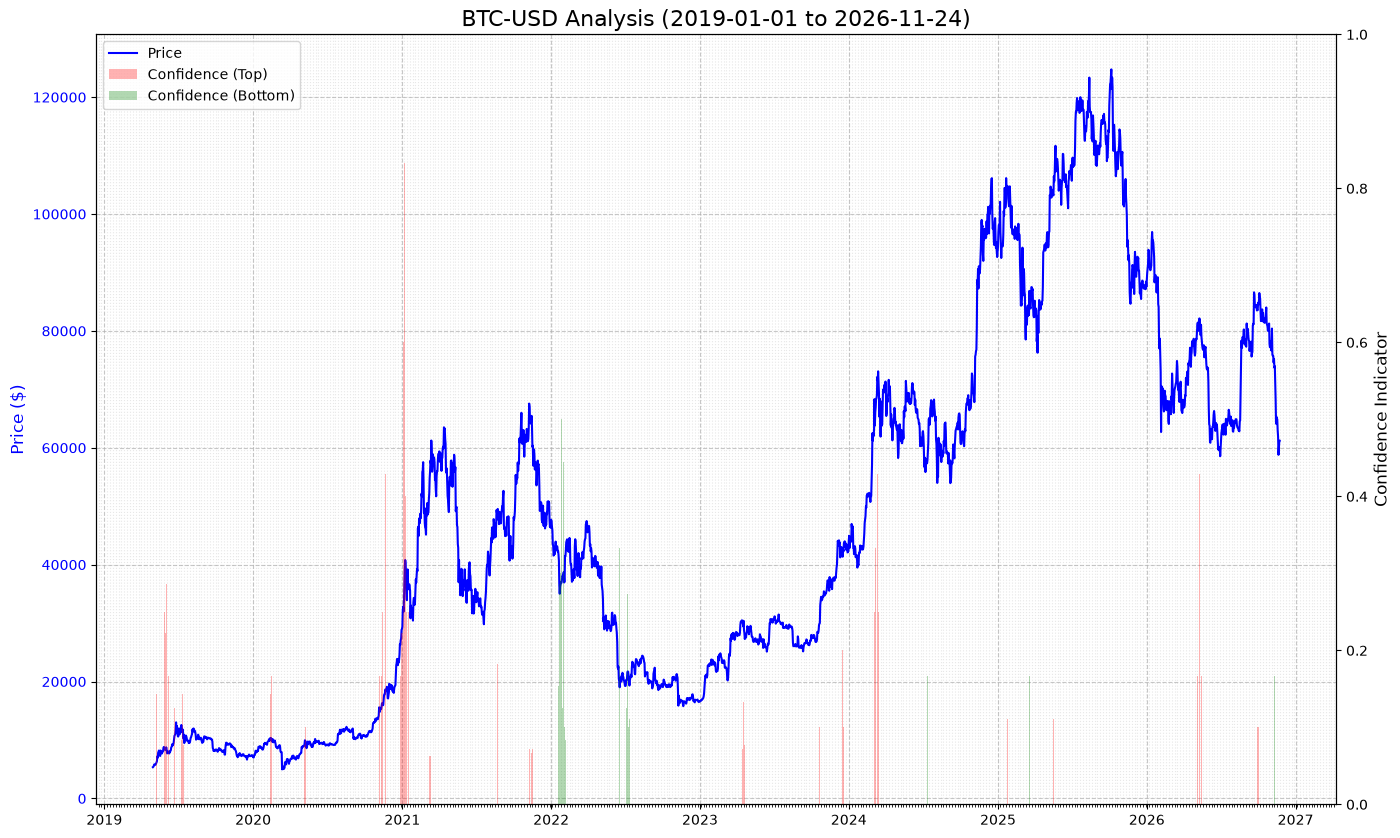 BTC-USD Analysis (2019-01-01 to 2026-11-24)
Price
Confidence (Top)
Confidence (Bottom)
Price ($)
120000
100000
80000
60000
40000
20000
0
1.0
0.8
0.6
0.4
0.2
0.0
Confidence Indicator
2019 2020 2021 2022 2023 2024 2025 2026 2027